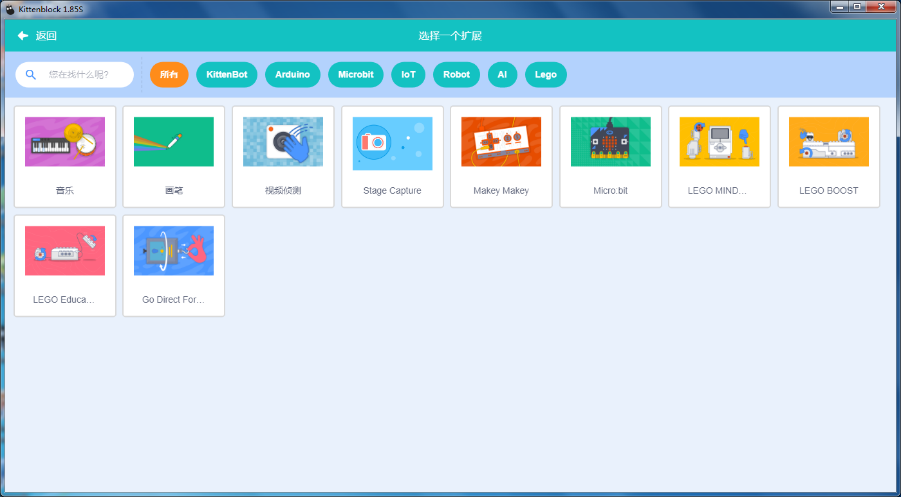 Kittenblock 1.85S
返回
选择一个扩展
您在找什么呢?
所有
KittenBot
Arduino
Microbit
IoT
Robot
AI
Lego
音乐
画笔
视频侦测
Stage Capture
Makey Makey
Micro:bit
LEGO MIND...
LEGO BOOST
LEGO Educa...
Go Direct For...